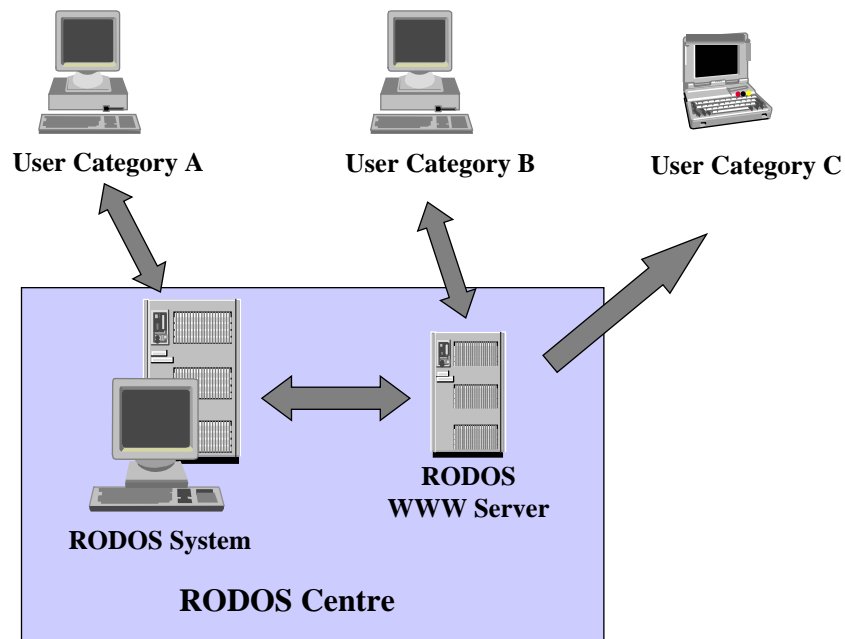 User Category A
User Category B
User Category C
RODOS
WWW Server
RODOS System
RODOS Centre